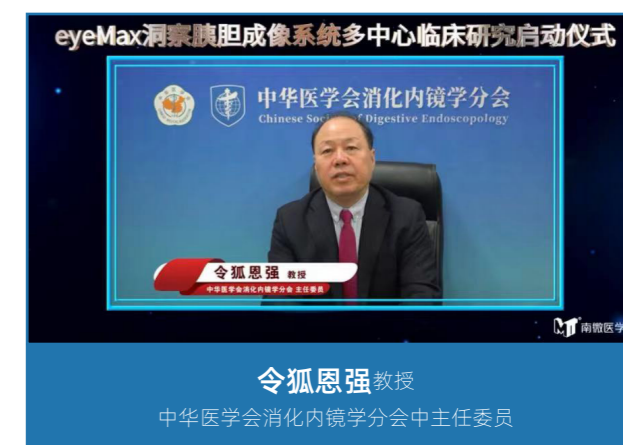 eyeMax洞察胰胆成像系统多中心临床研究启动仪式
中华医学会消化内镜学分会
Chinese Soc of Digestive Endoscopology
令狐恩强 教授
中华医学会消化内镜学分会 主任委员
南微医学
令狐恩强教授
中华医学会消化内镜学分会中主任委员